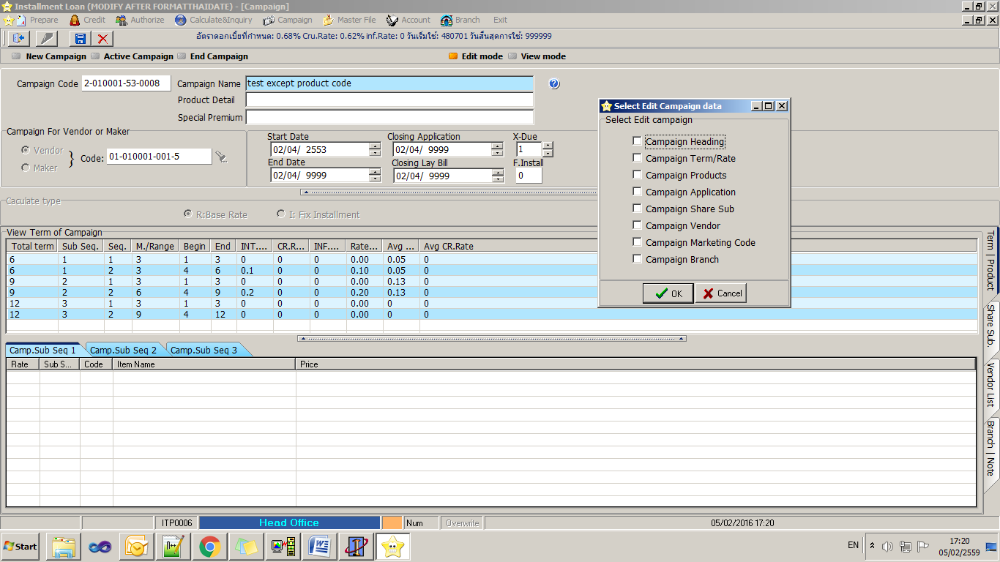 Installment Loan (MODIFY AFTER FORMATTHAIDATE) - [Campaign]
Prepare Credit Authorize Calculate&Inquiry Campaign Master File Account Branch Exit
อัตราดอกเบี้ยที่กำหนด: 0.68% Cru.Rate: 0.62% inf.Rate: 0 วันเริ่มใช้: 480701 วันสิ้นสุดการใช้: 999999
New Campaign Active Campaign End Campaign Edit mode View mode
Campaign Code 2-010001-53-0008 Campaign Name test except product code
Product Detail
Special Premium
Campaign For Vendor or Maker
Vendor
Maker
Code: 01-010001-001-5
Start Date Closing Application X-Due
02/04/ 2553 02/04/ 9999 1
End Date Closing Lay Bill F.Install
02/04/ 9999 02/04/ 9999 0
Select Edit Campaign data
Select Edit campaign
Campaign Heading
Campaign Term/Rate
Campaign Products
Campaign Application
Campaign Share Sub
Campaign Vendor
Campaign Marketing Code
Campaign Branch
OK Cancel
Caculate type
R:Base Rate I: Fix Installment
View Term of Campaign
Total term Sub Seq. Seq. M./Range Begin End INT.... CR.R... INF.... Rate... Avg ... Avg CR.Rate
6 1 1 3 1 3 0 0 0 0.00 0.05 0
6 1 2 3 4 6 0.1 0 0 0.10 0.05 0
9 2 1 3 1 3 0 0 0 0.00 0.13 0
9 2 2 6 4 9 0.2 0 0 0.20 0.13 0
12 3 1 3 1 3 0 0 0 0.00 0 0
12 3 2 9 4 12 0 0 0 0.00 0 0
Camp.Sub Seq 1 Camp.Sub Seq 2 Camp.Sub Seq 3
Rate Sub S... Code Item Name Price
Term | Product
Share Sub.
Vendor List
Branch | Note
ITP0006 Head Office Num Overwrite 05/02/2016 17:20
Start EN 17:20
05/02/2559